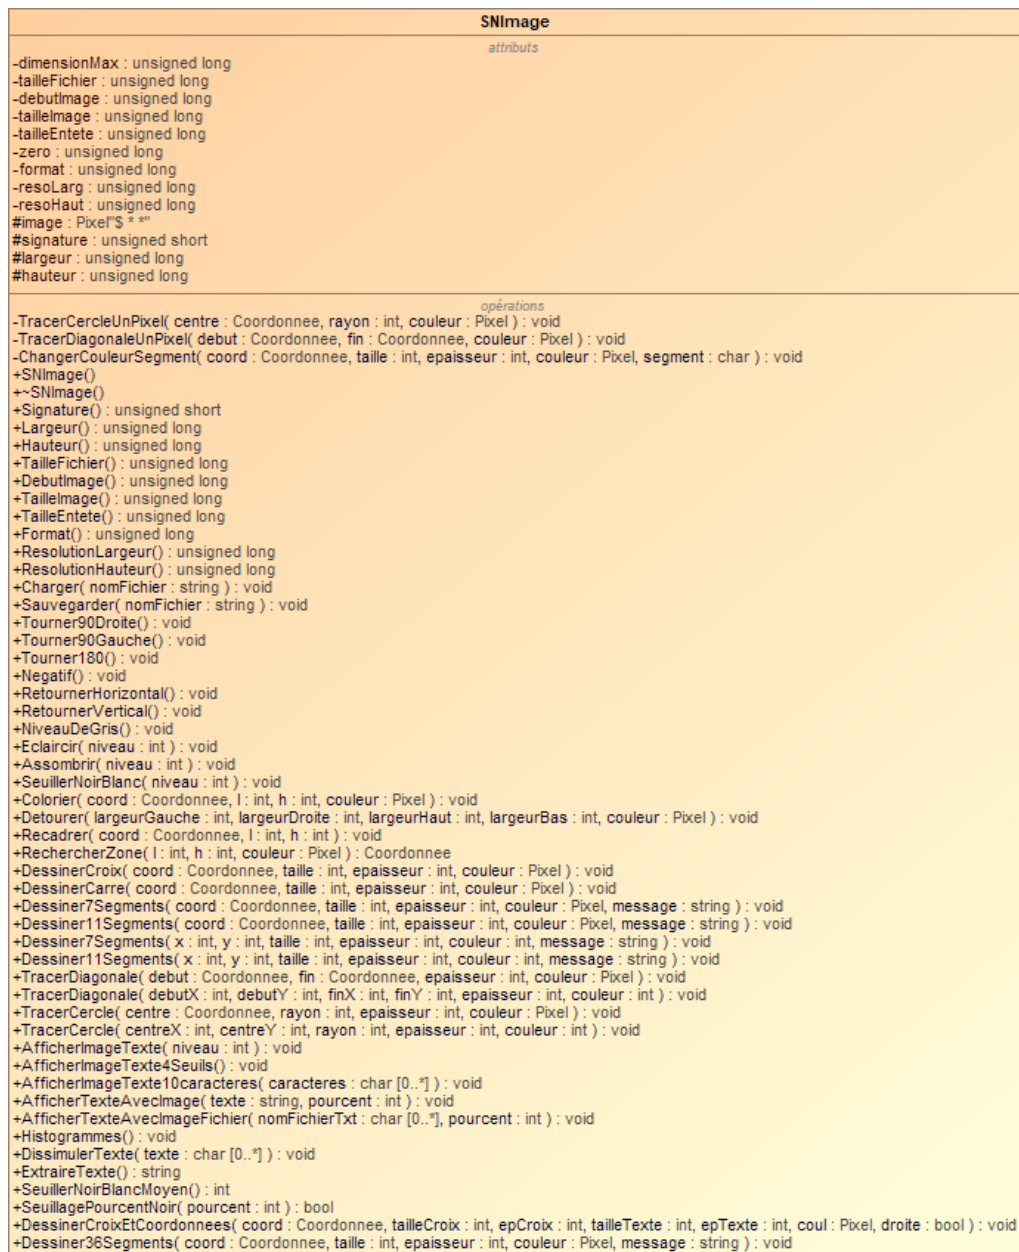 SNImage
attributs
-dimensionMax : unsigned long
-tailleFichier : unsigned long
-debutImage : unsigned long
-tailleImage : unsigned long
-tailleEntete : unsigned long
-zero : unsigned long
-format : unsigned long
-resoLarg : unsigned long
-resoHaut : unsigned long
#image : Pixel"$ * *"
#signature : unsigned short
#largeur : unsigned long
#hauteur : unsigned long
opérations
-TracerCercleUnPixel( centre : Coordonnee, rayon : int, couleur : Pixel ) : void
-TracerDiagonaleUnPixel( debut : Coordonnee, fin : Coordonnee, couleur : Pixel ) : void
-ChangerCouleurSegment( coord : Coordonnee, taille : int, epaisseur : int, couleur : Pixel, segment : char ) : void
+SNImage()
+~SNImage()
+Signature() : unsigned short
+Largeur() : unsigned long
+Hauteur() : unsigned long
+TailleFichier() : unsigned long
+DebutImage() : unsigned long
+TailleImage() : unsigned long
+TailleEntete() : unsigned long
+Format() : unsigned long
+ResolutionLargeur() : unsigned long
+ResolutionHauteur() : unsigned long
+Charger( nomFichier : string ) : void
+Sauvegarder( nomFichier : string ) : void
+Tourner90Droite() : void
+Tourner90Gauche() : void
+Tourner180() : void
+Negatif() : void
+RetournerHorizontal() : void
+RetournerVertical() : void
+NiveauDeGris() : void
+Eclaircir( niveau : int ) : void
+Assombrir( niveau : int ) : void
+SeuillerNoirBlanc( niveau : int ) : void
+Colorier( coord : Coordonnee, l : int, h : int, couleur : Pixel ) : void
+Detourer( largeurGauche : int, largeurDroite : int, largeurHaut : int, largeurBas : int, couleur : Pixel ) : void
+Recadrer( coord : Coordonnee, l : int, h : int ) : void
+RechercherZone( l : int, h : int, couleur : Pixel ) : Coordonnee
+DessinerCroix( coord : Coordonnee, taille : int, epaisseur : int, couleur : Pixel ) : void
+DessinerCarre( coord : Coordonnee, taille : int, epaisseur : int, couleur : Pixel ) : void
+Dessiner7Segments( coord : Coordonnee, taille : int, epaisseur : int, couleur : Pixel, message : string ) : void
+Dessiner11Segments( coord : Coordonnee, taille : int, epaisseur : int, couleur : Pixel, message : string ) : void
+Dessiner7Segments( x : int, y : int, taille : int, epaisseur : int, couleur : int, message : string ) : void
+Dessiner11Segments( x : int, y : int, taille : int, epaisseur : int, couleur : int, message : string ) : void
+TracerDiagonale( debut : Coordonnee, fin : Coordonnee, epaisseur : int, couleur : Pixel ) : void
+TracerDiagonale( debutX : int, debutY : int, finX : int, finY : int, epaisseur : int, couleur : int ) : void
+TracerCercle( centre : Coordonnee, rayon : int, epaisseur : int, couleur : Pixel ) : void
+TracerCercle( centreX : int, centreY : int, rayon : int, epaisseur : int, couleur : int ) : void
+AfficherImageTexte( niveau : int ) : void
+AfficherImageTexte4Seuils() : void
+AfficherImageTexte10caracteres( caracteres : char [0..*] ) : void
+AfficherTexteAvecImage( texte : string, pourcent : int ) : void
+AfficherTexteAvecImageFichier( nomFichierTxt : char [0..*], pourcent : int ) : void
+Histogrammes() : void
+DissimulerTexte( texte : char [0..*] ) : void
+ExtraireTexte() : string
+SeuillerNoirBlancMoyen() : int
+SeuillagePourcentNoir( pourcent : int ) : bool
+DessinerCroixEtCoordonnees( coord : Coordonnee, tailleCroix : int, epCroix : int, tailleTexte : int, epTexte : int, coul : Pixel, droite : bool ) : void
+Dessiner36Segments( coord : Coordonnee, taille : int, epaisseur : int, couleur : Pixel, message : string ) : void